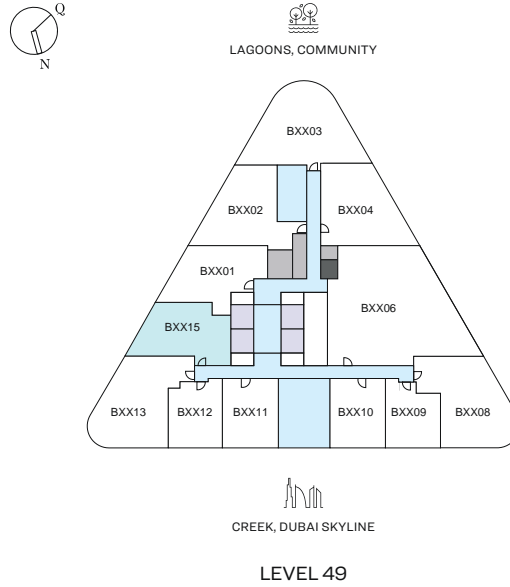 Q
N
LAGOONS, COMMUNITY
BXX03
BXX02
BXX04
BXX01
BXX06
BXX15
BXX13
BXX12
BXX11
BXX10
BXX09
BXX08
CREEK, DUBAI SKYLINE
LEVEL 49